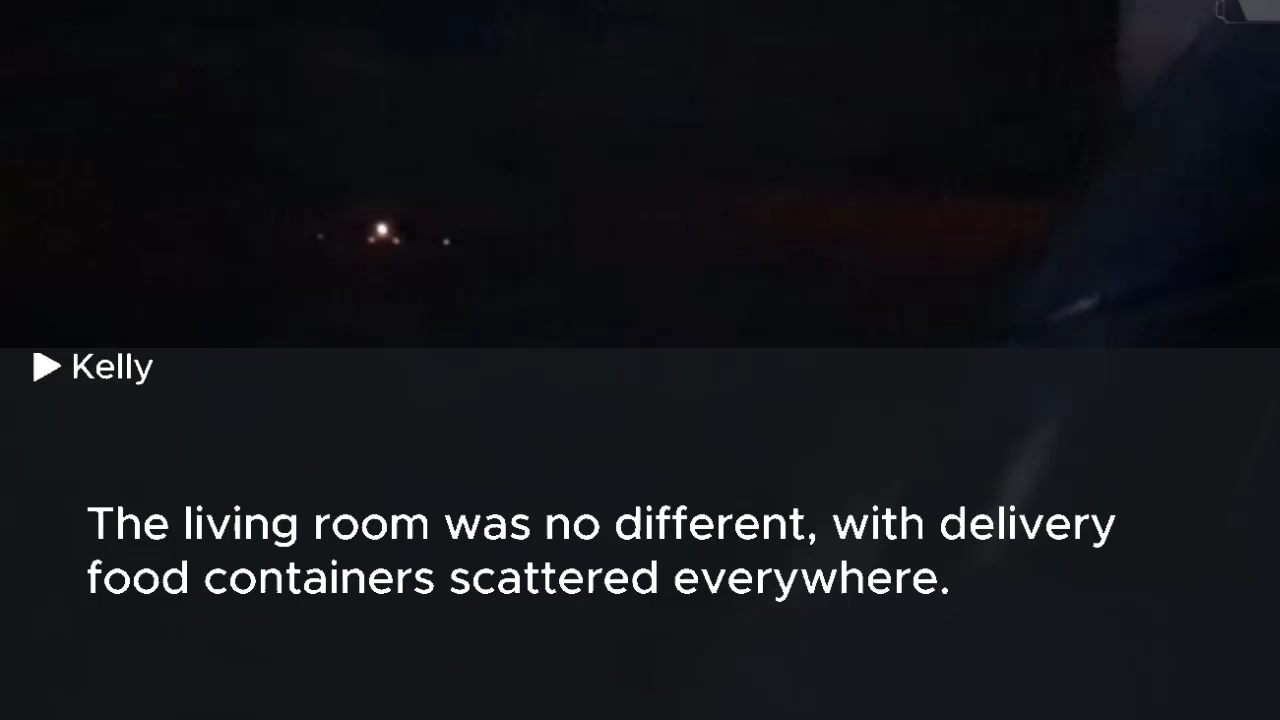 Kelly
The living room was no different, with delivery
food containers scattered everywhere.